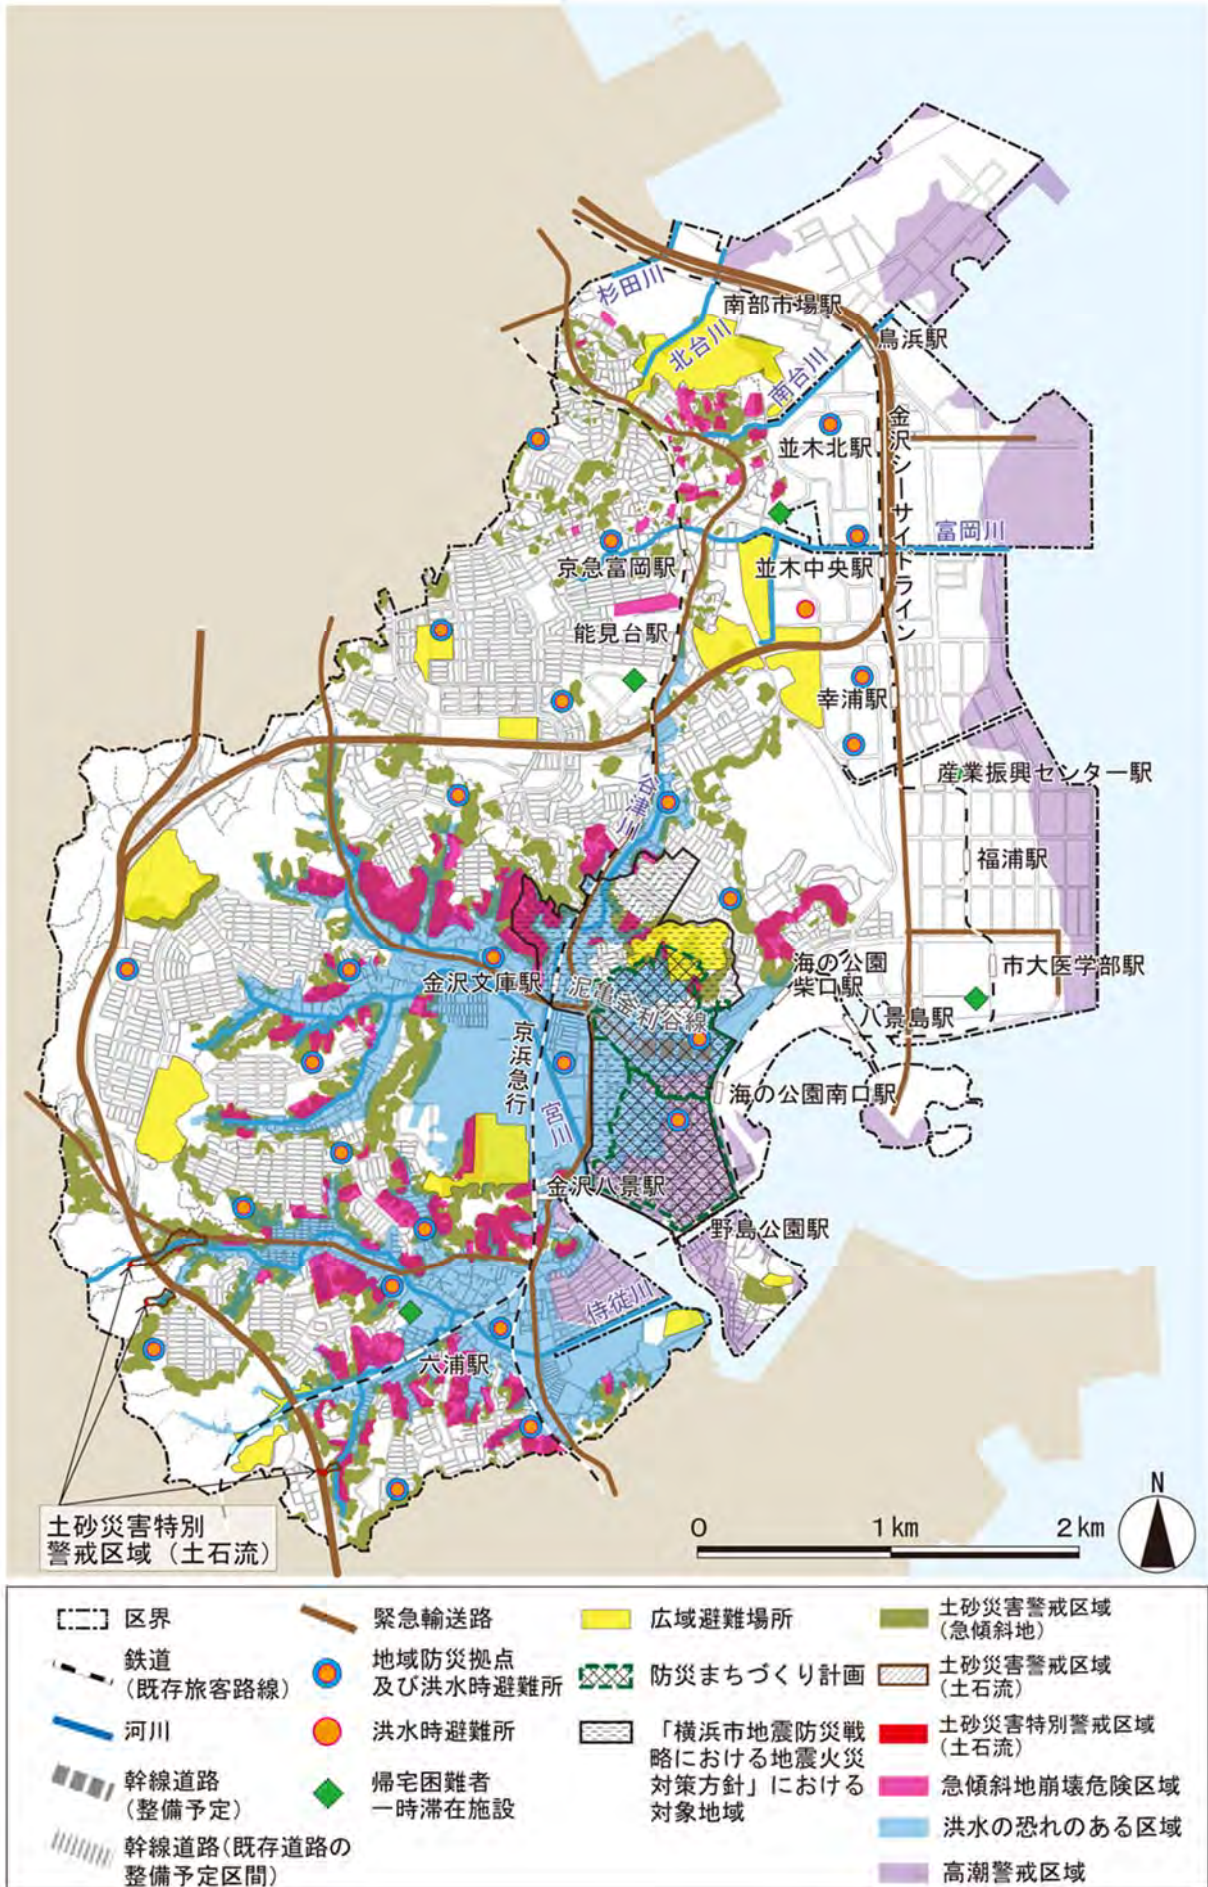 杉田川
南部市場駅
鳥浜駅
北台川
南台川
並木北駅
金沢シーサイドライン
富岡川
京急富岡駅
並木中央駅
能見台駅
幸浦駅
産業振興センター駅
谷津川
福浦駅
金沢文庫駅
泥亀釜利谷線
海の公園
柴口駅
市大医学部駅
八景島駅
京浜急行
宮川
海の公園南口駅
金沢八景駅
野島公園駅
侍従川
六浦駅
土砂災害特別
警戒区域（土石流）
0 1km 2km
N
区界
鉄道
（既存旅客路線）
河川
幹線道路
（整備予定）
幹線道路（既存道路の
整備予定区間）
緊急輸送路
地域防災拠点
及び洪水時避難所
洪水時避難所
帰宅困難者
一時滞在施設
広域避難場所
防災まちづくり計画
「横浜市地震防災戦
略における地震火災
対策方針」における
対象地域
土砂災害警戒区域
（急傾斜地）
土砂災害警戒区域
（土石流）
土砂災害特別警戒区域
（土石流）
急傾斜地崩壊危険区域
洪水の恐れのある区域
高潮警戒区域